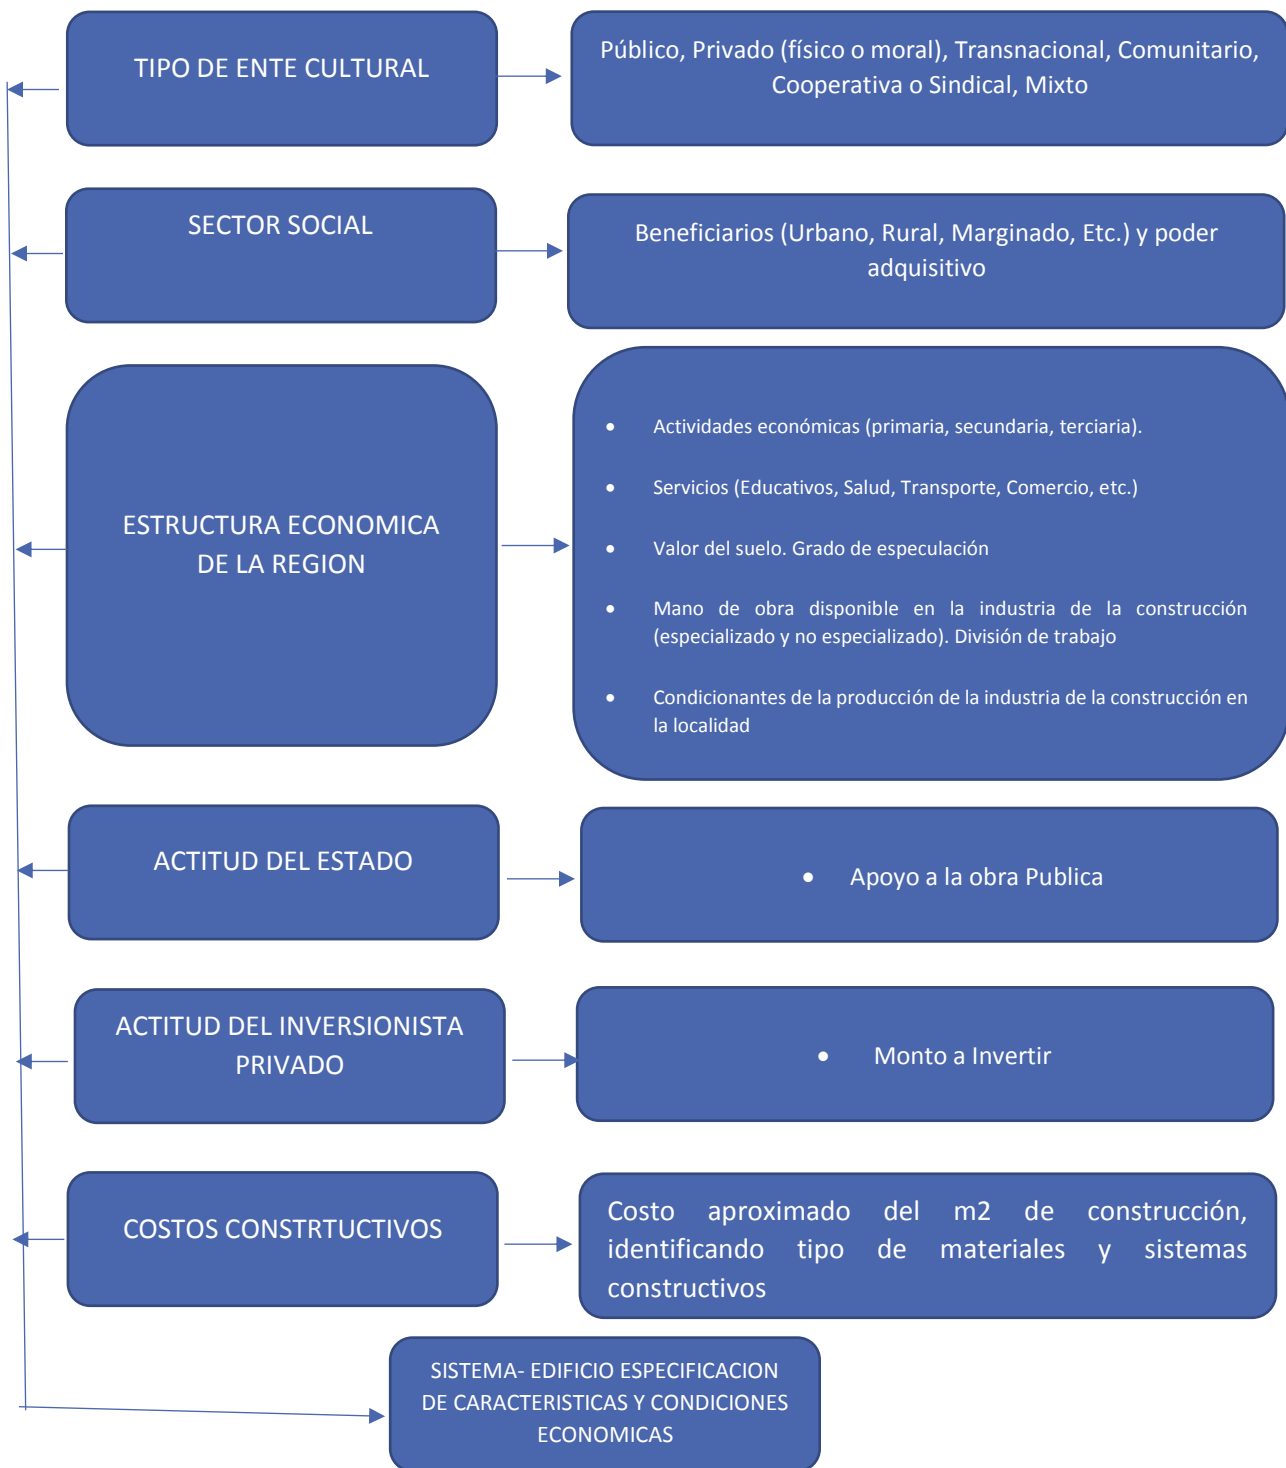 TIPO DE ENTE CULTURAL
Público, Privado (físico o moral), Transnacional, Comunitario,
Cooperativa o Sindical, Mixto
SECTOR SOCIAL
Beneficiarios (Urbano, Rural, Marginado, Etc.) y poder
adquisitivo
ESTRUCTURA ECONOMICA
DE LA REGION
• Actividades económicas (primaria, secundaria, terciaria).
• Servicios (Educativos, Salud, Transporte, Comercio, etc.)
• Valor del suelo. Grado de especulación
• Mano de obra disponible en la industria de la construcción
(especializado y no especializado). División de trabajo
• Condicionantes de la producción de la industria de la construcción en
la localidad
ACTITUD DEL ESTADO
• Apoyo a la obra Publica
ACTITUD DEL INVERSIONISTA
PRIVADO
• Monto a Invertir
COSTOS CONSTRTUCTIVOS
Costo aproximado del m2 de construcción,
identificando tipo de materiales y sistemas
constructivos
SISTEMA- EDIFICIO ESPECIFICACION
DE CARACTERISTICAS Y CONDICIONES
ECONOMICAS